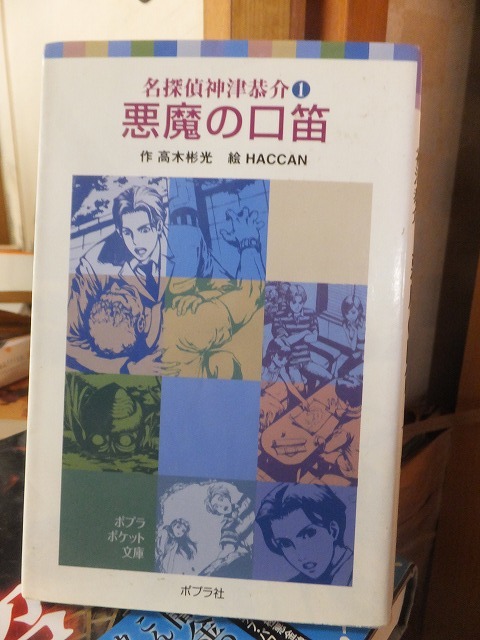 名探偵神津恭介❶
悪魔の口笛
作 高木彬光 絵 HACCAN
ポプラ
ポケット
文庫
ポプラ社